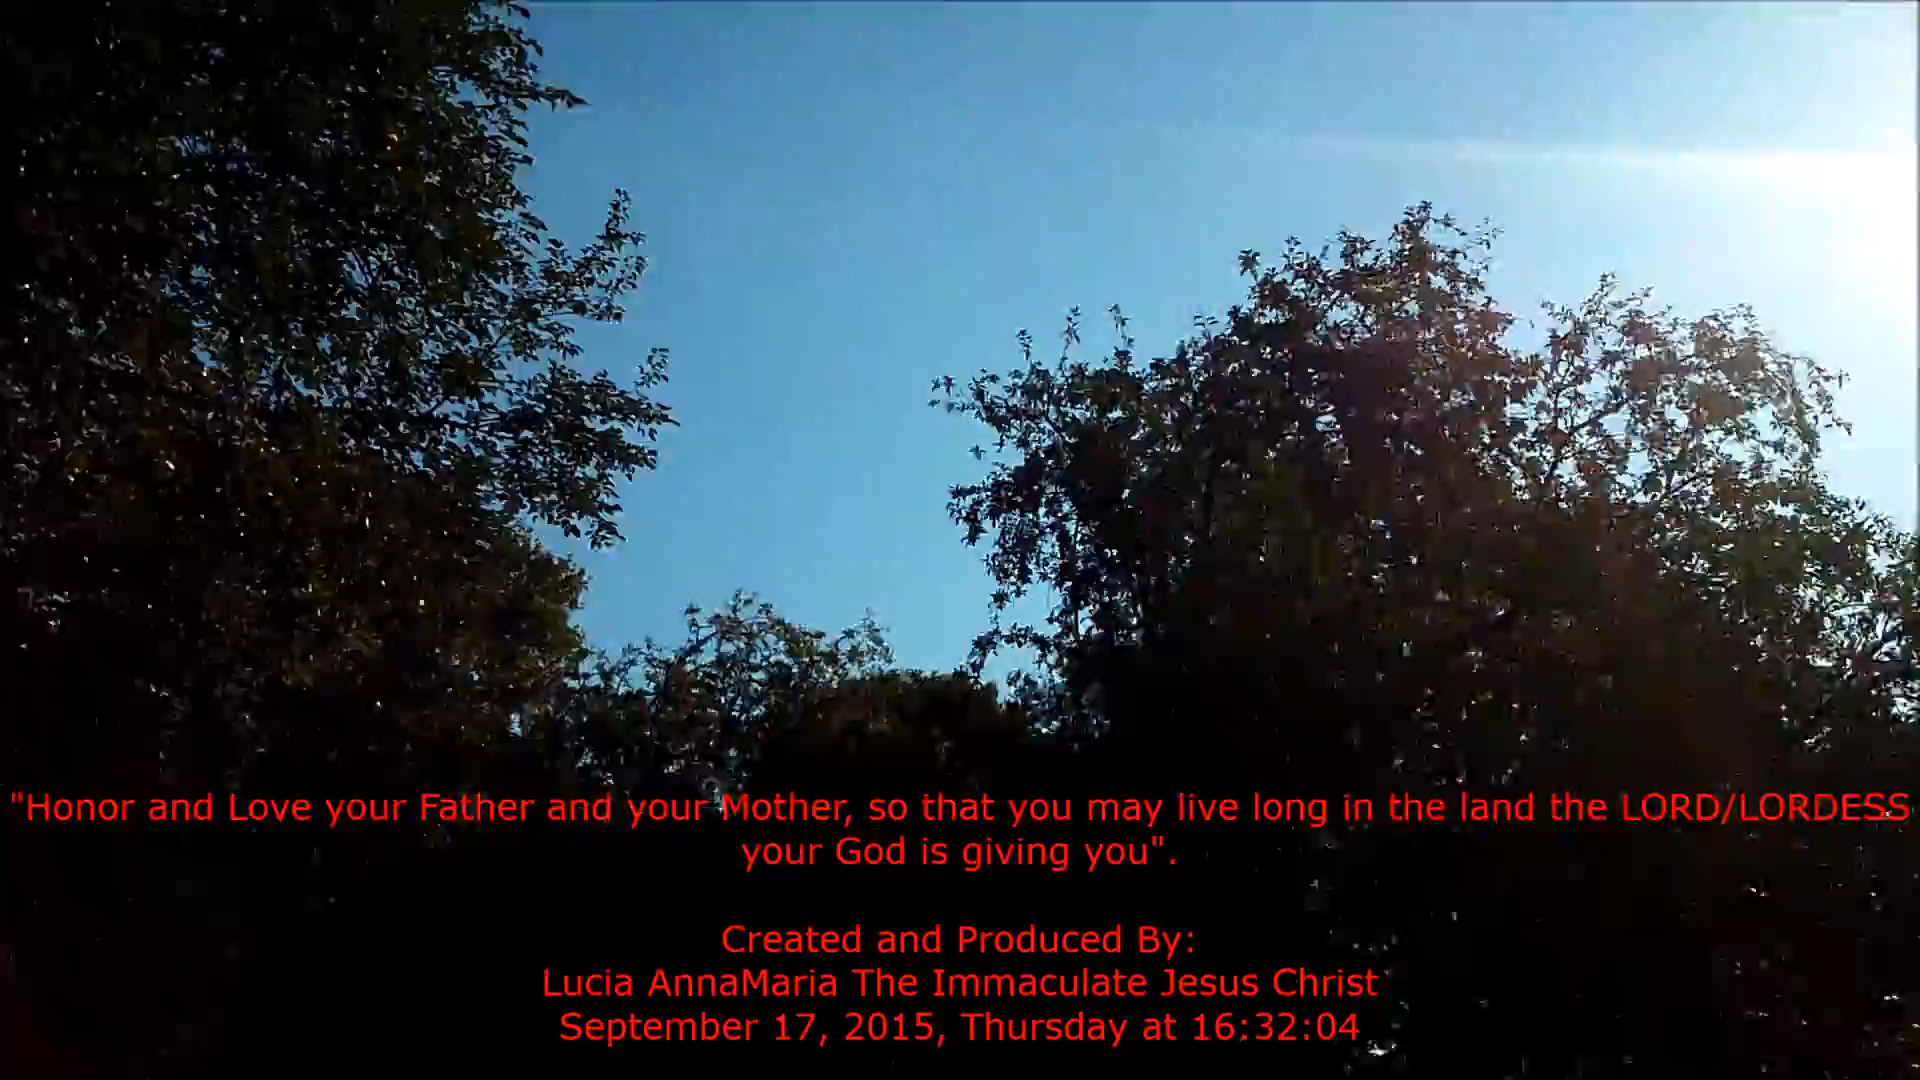 "Honor and Love your Father and your Mother, so that you may live long in the land the LORD/LORDESS
your God is giving you".
Created and Produced By:
Lucia AnnaMaria The Immaculate Jesus Christ
September 17, 2015, Thursday at 16:32:04